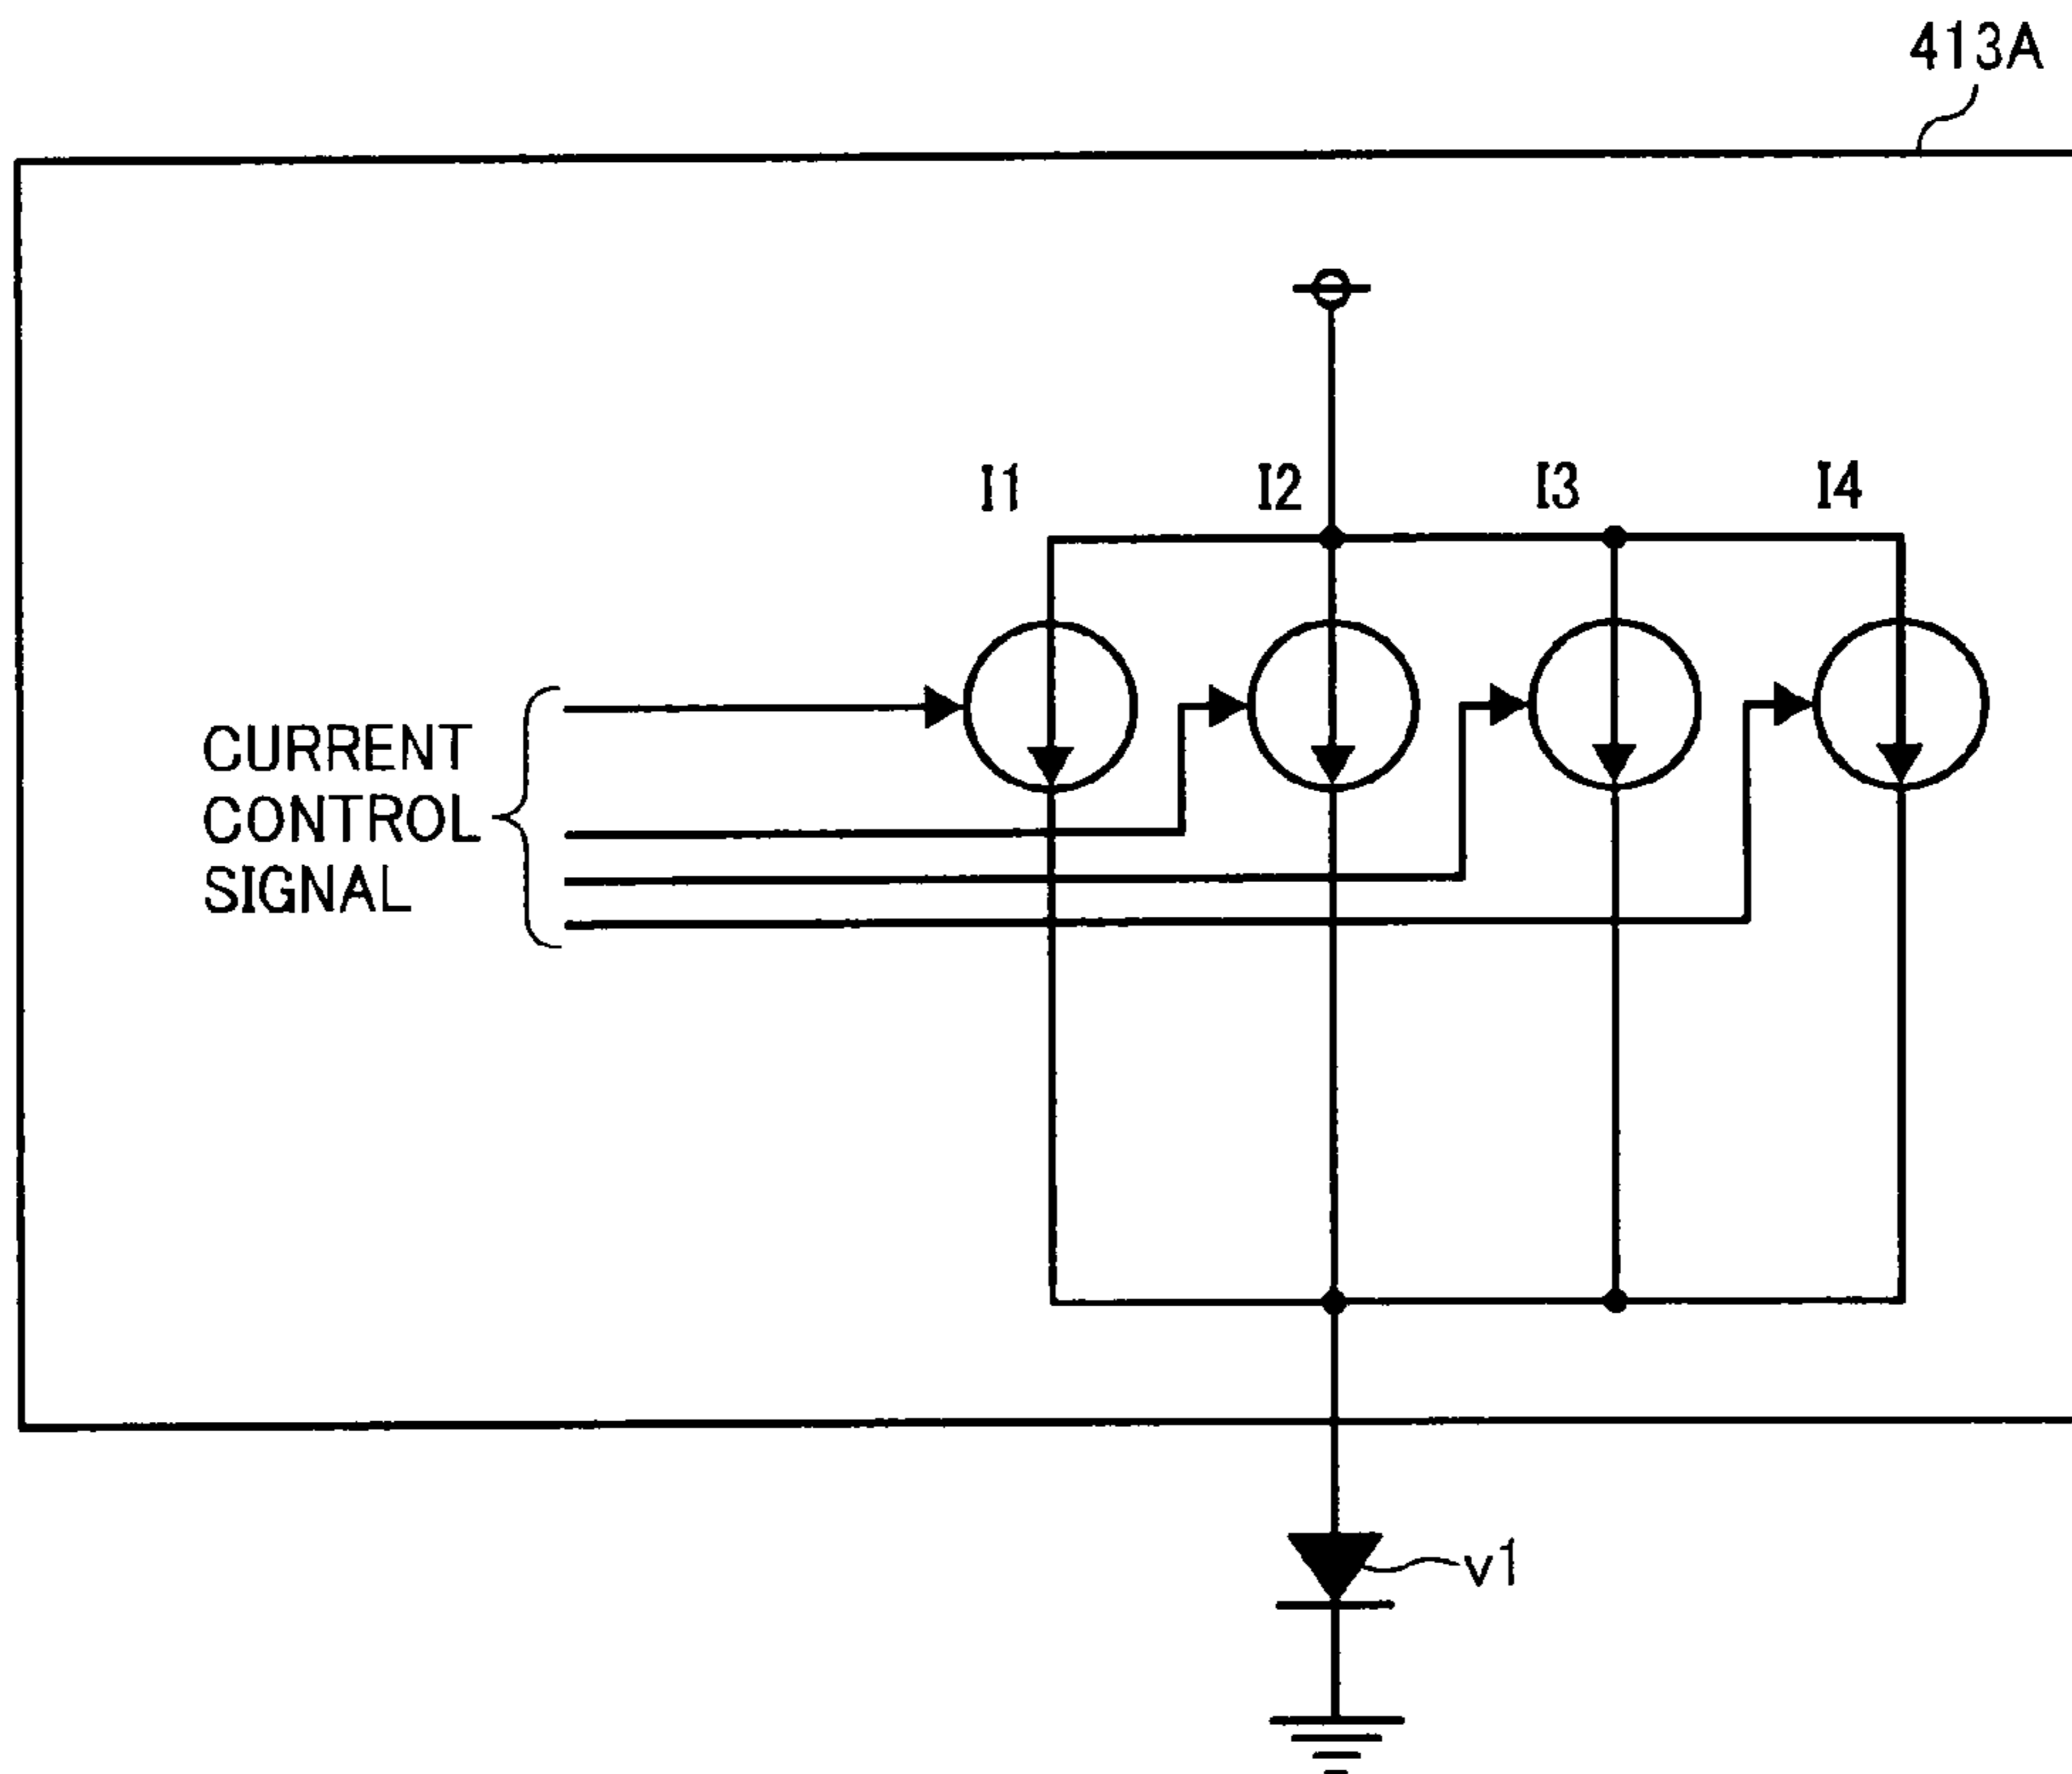 413A
I1
I2
I3
I4
CURRENT
CONTROL
SIGNAL
v1